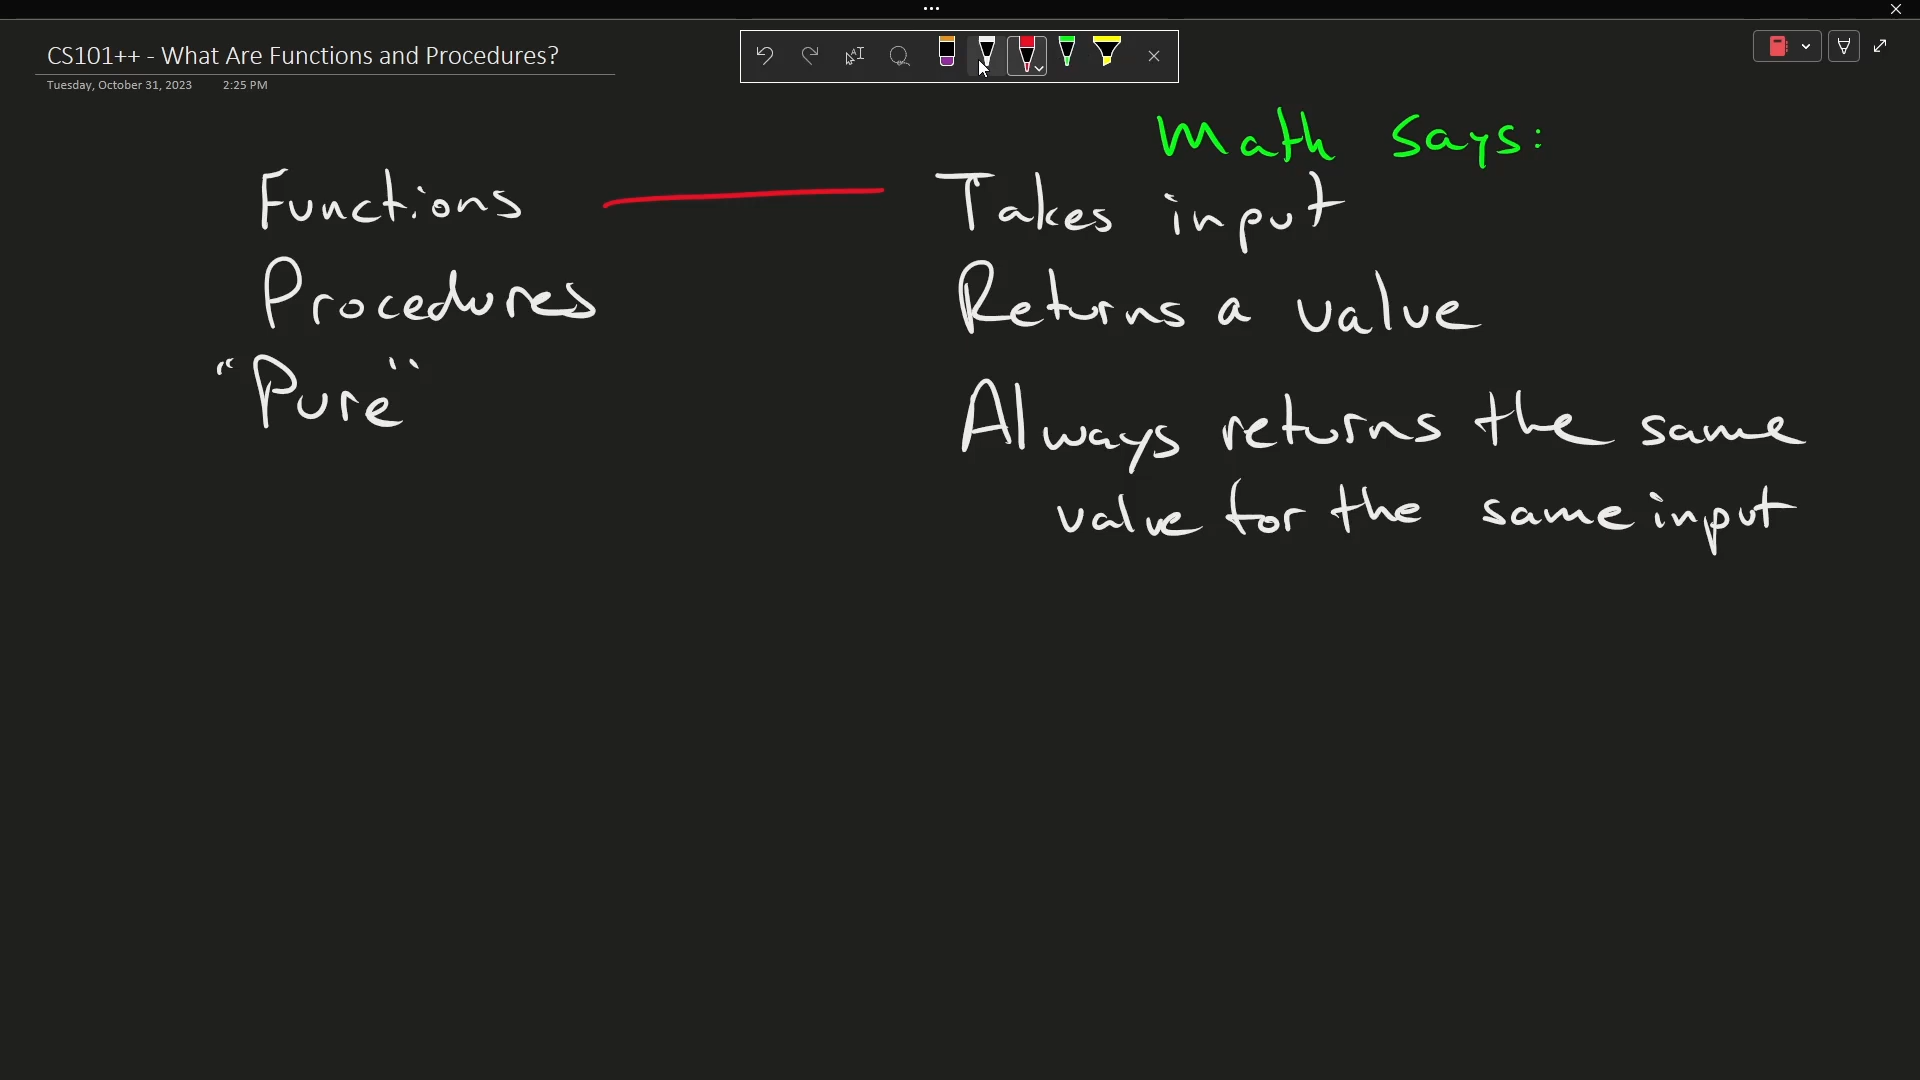 CS101++ - What Are Functions and Procedures?
Tuesday, October 31, 2023 2:25 PM
Math says:
Functions
Takes input
Procedures
Returns a value
"Pure"
Always returns the same
value for the same input